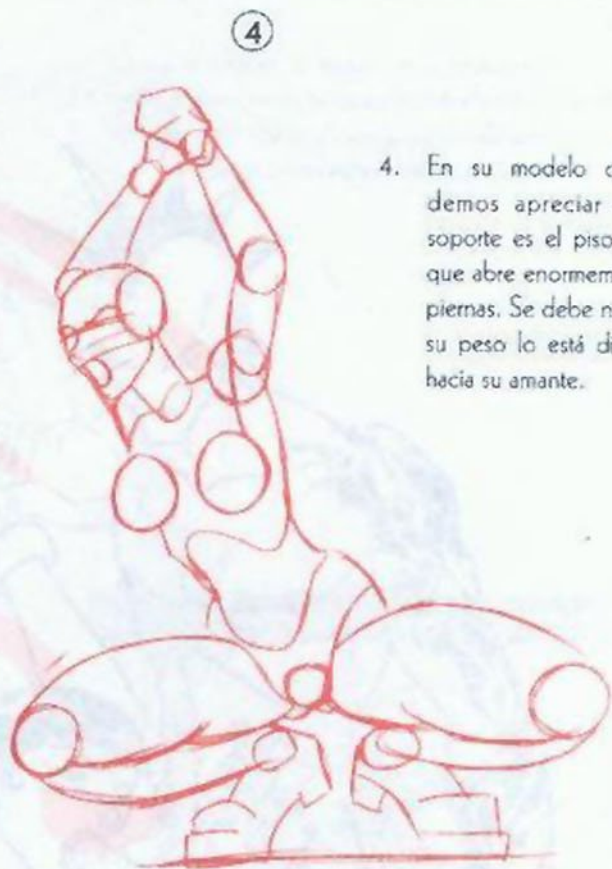 4
4. En su modelo
demos apreciar
soporte es el piso
que abre enormem
piernas. Se debe n
su peso lo está di
hacia su amante.